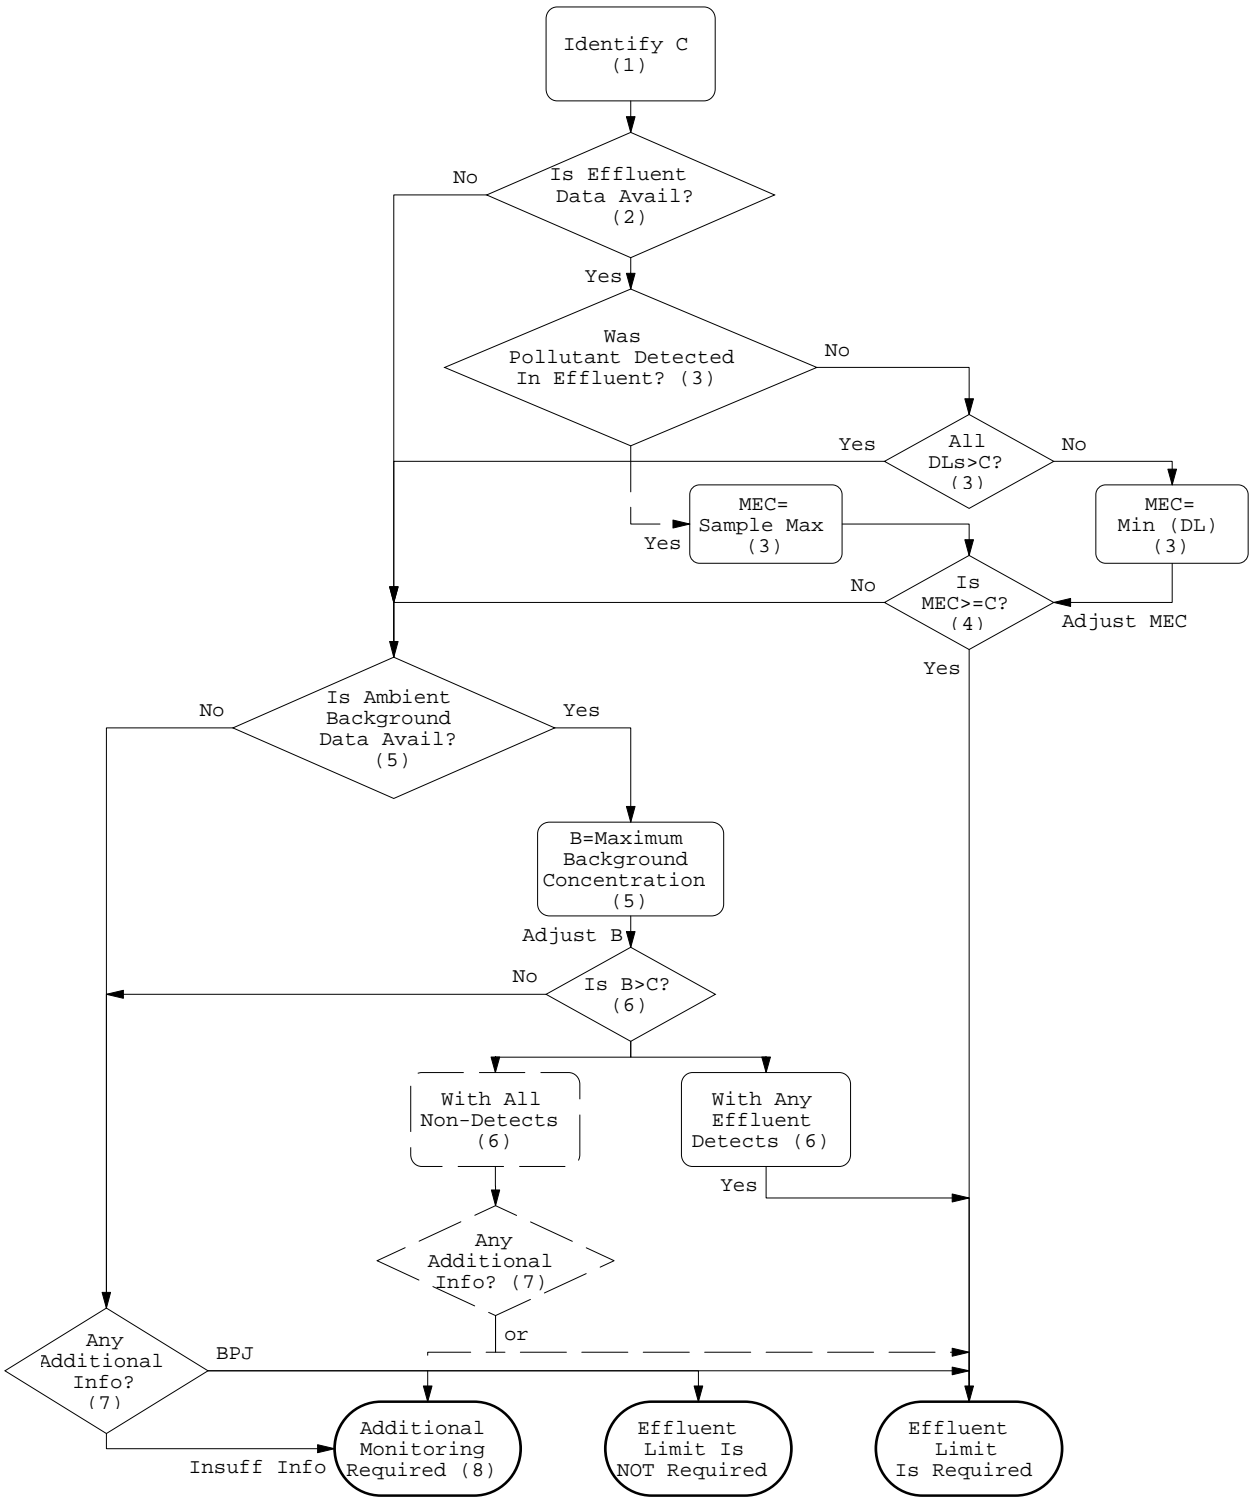 Identify C
(1)
No
Is Effluent
Data Avail?
(2)
Yes
Was
Pollutant Detected
In Effluent? (3)
No
Yes
All
DLs>C?
(3)
No
MEC=
Sample Max
(3)
Yes
MEC=
Min (DL)
(3)
No
Is
MEC>=C?
(4)
Adjust MEC
Yes
No
Is Ambient
Background
Data Avail?
(5)
Yes
B=Maximum
Background
Concentration
(5)
Adjust B
No
Is B>C?
(6)
With All
Non-Detects
(6)
With Any
Effluent
Detects (6)
Yes
Any
Additional
Info? (7)
or
Any
Additional
Info?
(7)
BPJ
Insuff Info
Additional
Monitoring
Required (8)
Effluent
Limit Is
NOT Required
Effluent
Limit
Is Required